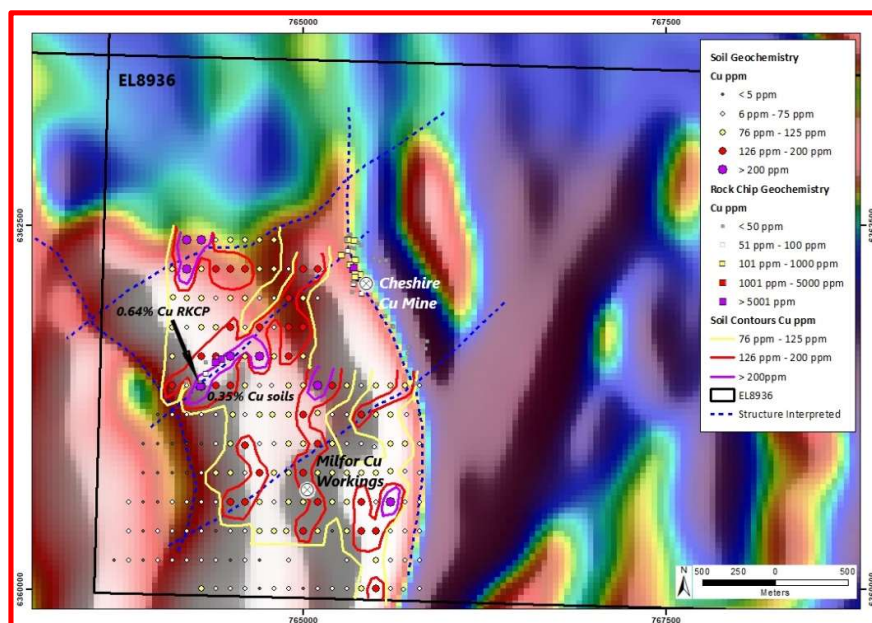 765000
767500
EL8936
Soil Geochemistry
Cu ppm
< 5 ppm
6 ppm - 75 ppm
76 ppm - 125 ppm
126 ppm - 200 ppm
> 200 ppm
Rock Chip Geochemistry
Cu ppm
< 50 ppm
51 ppm - 100 ppm
101 ppm - 1000 ppm
1001 ppm - 5000 ppm
> 5001 ppm
Soil Contours Cu ppm
76 ppm - 125 ppm
126 ppm - 200 ppm
> 200ppm
EL8936
Structure Interpreted
6362500
Cheshire
Cu Mine
0.64% Cu RKCP
0.35% Cu soils
Milfor Cu
Workings
N
500 250 0 500
Meters
6360000
765000
767500